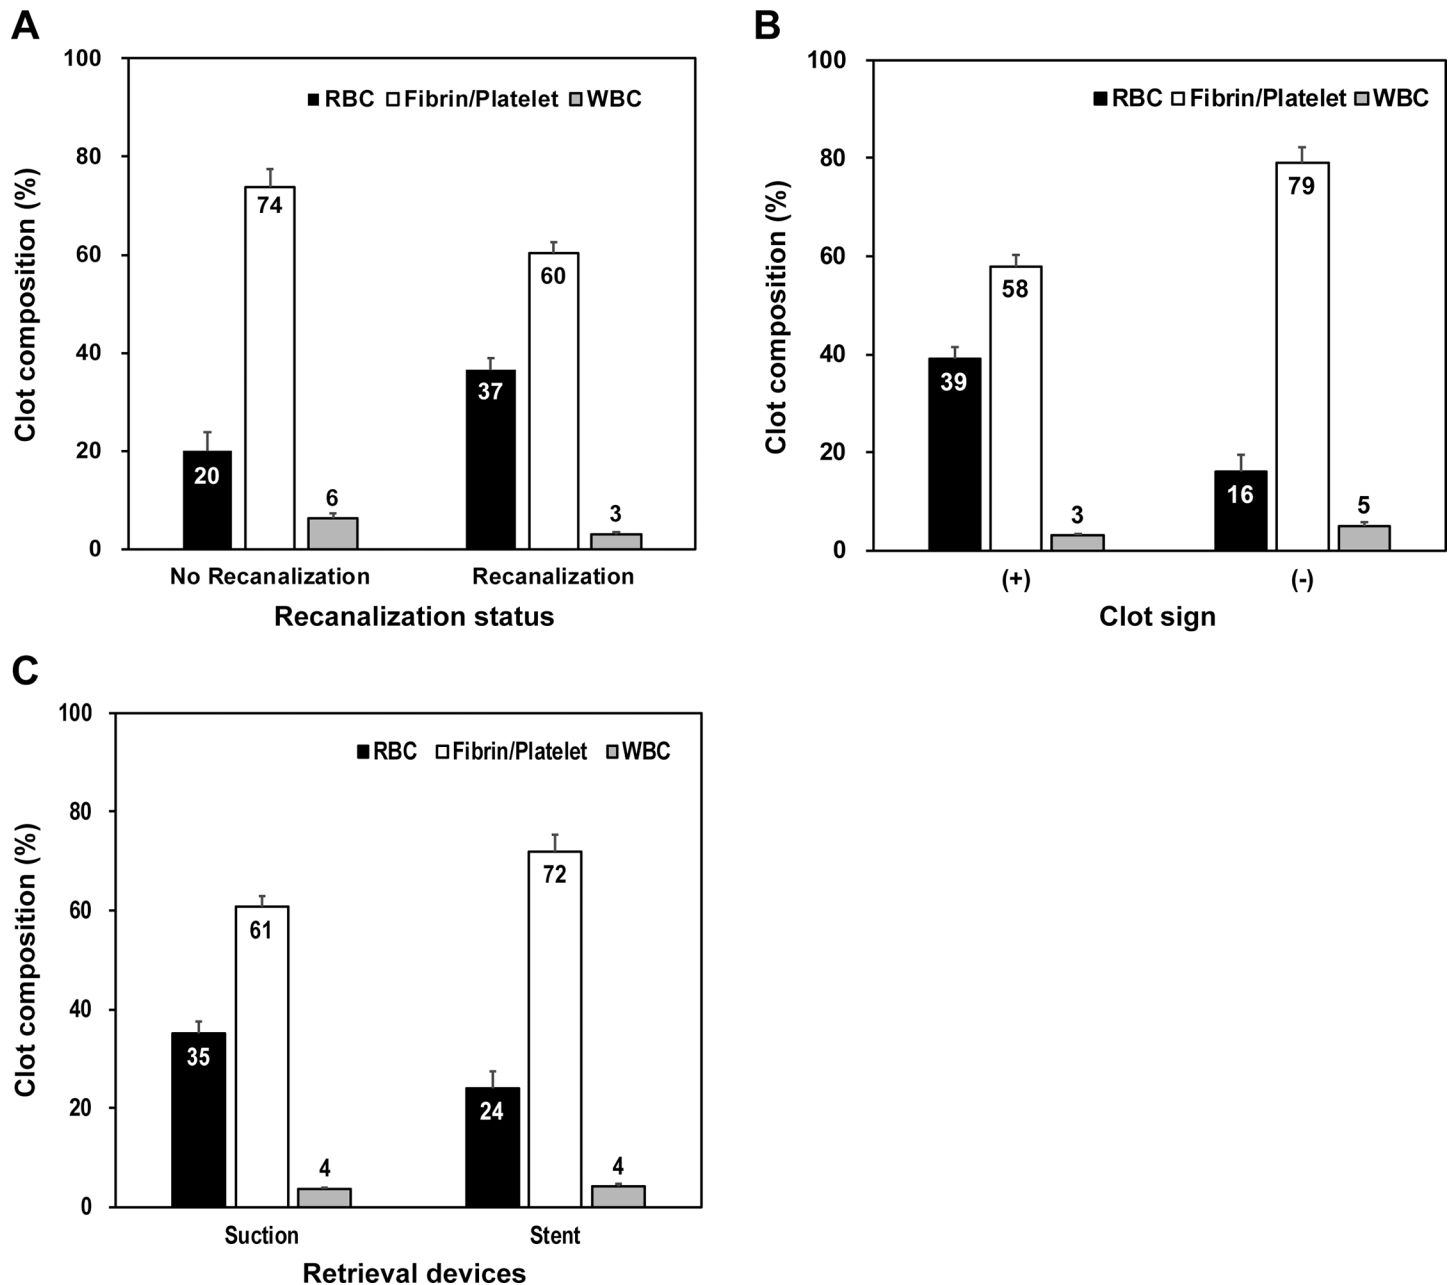 A
100
80
60
40
20
0
Clot composition (%)
RBC Fibrin/Platelet WBC
20
74
6
37
60
3
No Recanalization Recanalization
Recanalization status
B
100
80
60
40
20
0
Clot composition (%)
RBC Fibrin/Platelet WBC
39
58
3
16
79
5
(+) (-)
Clot sign
C
100
80
60
40
20
0
Clot composition (%)
RBC Fibrin/Platelet WBC
35
61
4
24
72
4
Suction Stent
Retrieval devices